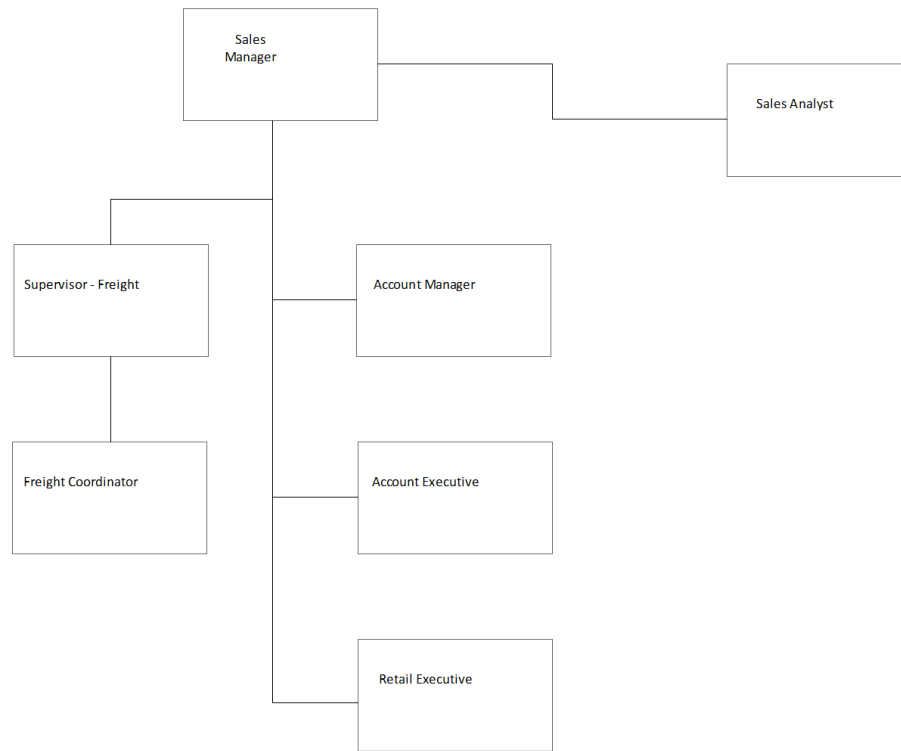 Sales
Manager
Sales Analyst
Supervisor - Freight
Account Manager
Freight Coordinator
Account Executive
Retail Executive